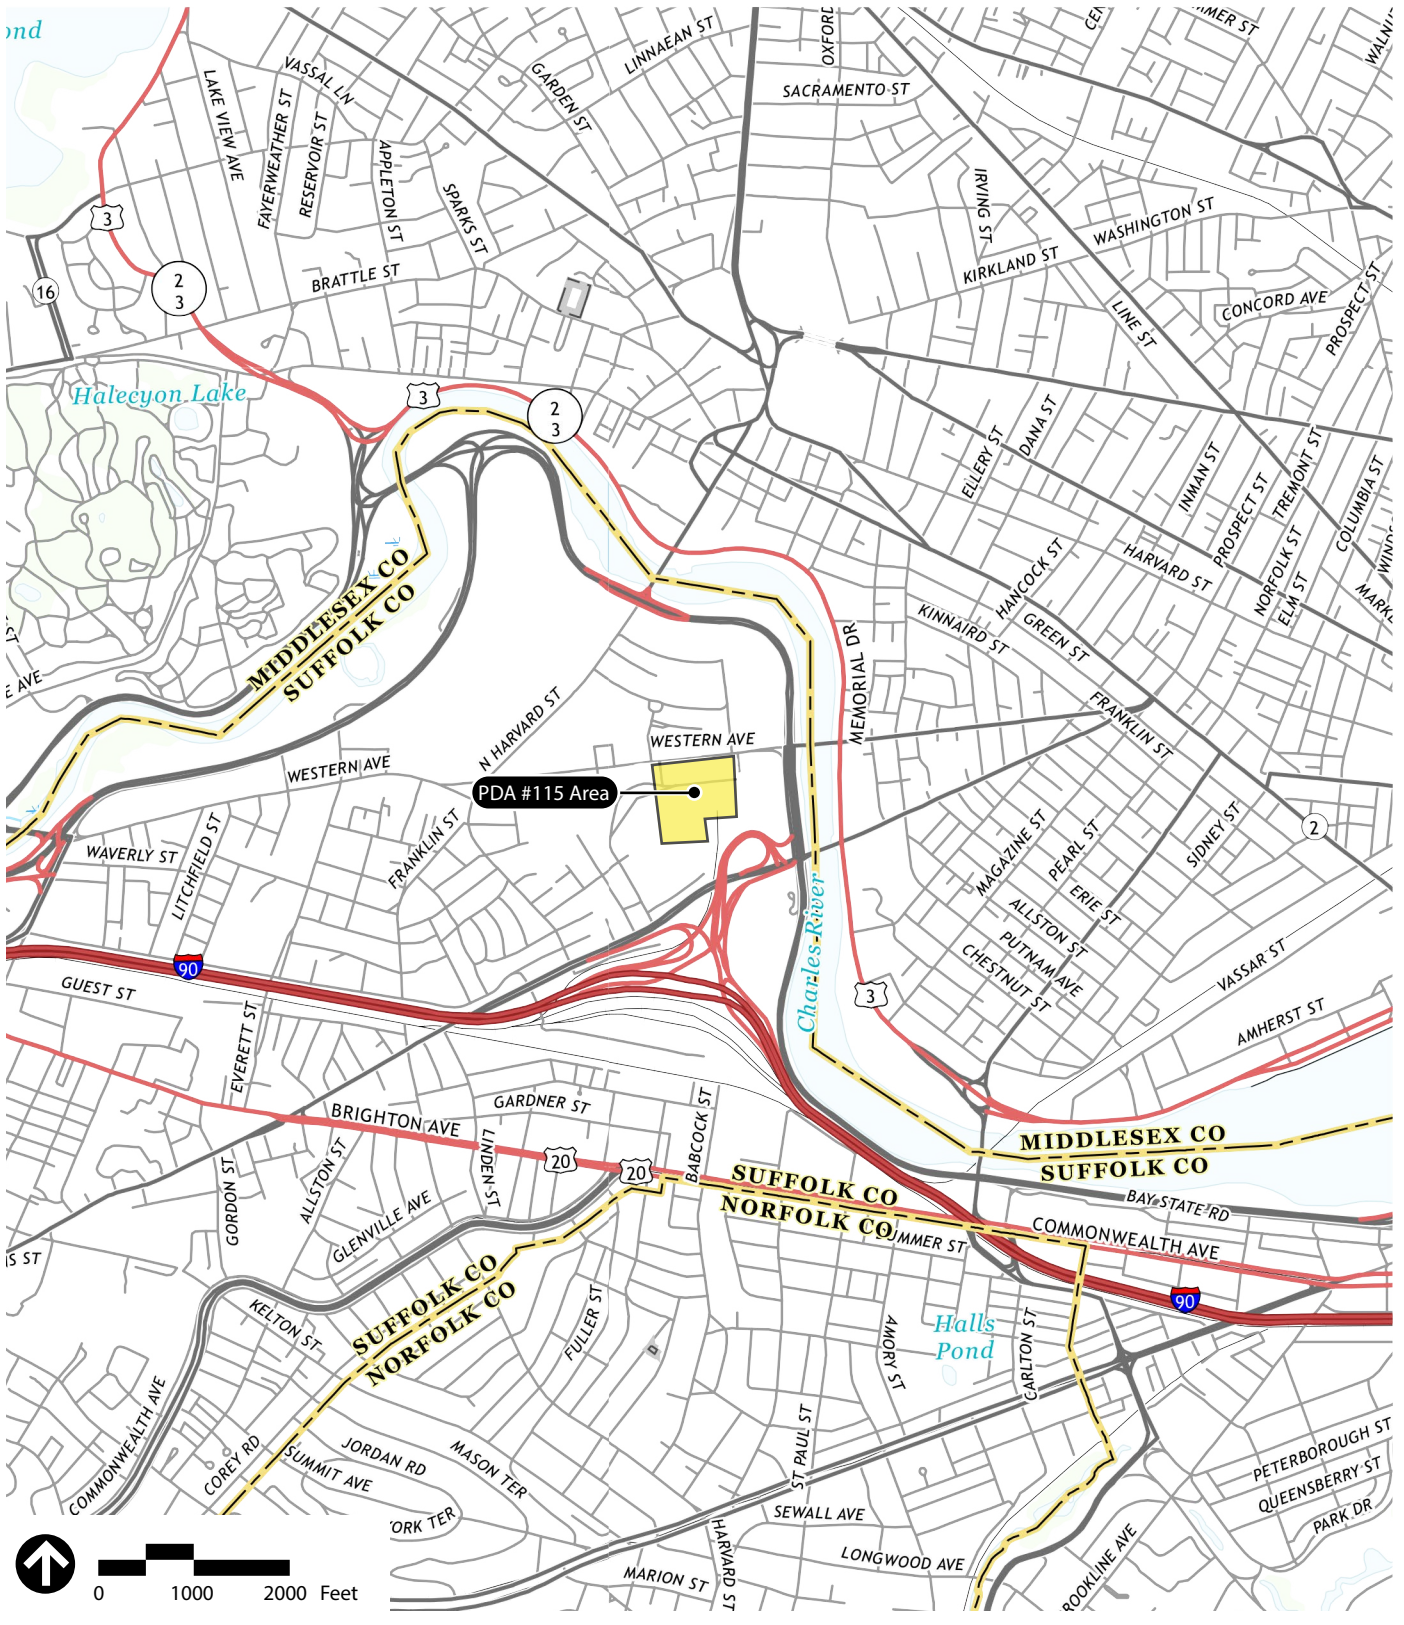 LINNAEAN ST
OXFORD
VASSAL LN
GARDEN ST
LAKE VIEW AVE
SACRAMENTO ST
FAYERWEATHER ST
RESERVOIR ST
APPLETON ST
SPARKS ST
IRVING ST
WASHINGTON ST
3
BRATTLE ST
KIRKLAND ST
16
2
3
CONCORD AVE
PROSPECT ST
LINE ST
Halecyon Lake
3
2
3
DANA ST
ELLERY ST
INMAN ST
TREMONT ST
PROSPECT ST
COLUMBIA ST
HARVARD ST
NORFOLK ST
ELM ST
HANCOCK ST
MIDDLESEX CO
SUFFOLK CO
KINNAIRD ST
GREEN ST
MEMORIAL DR
FRANKLIN ST
N HARVARD ST
WESTERN AVE
WESTERN AVE
PDA #115 Area
FRANKLIN ST
WAVERLY ST
LITCHFIELD ST
MAGAZINE ST
PEARL ST
SIDNEY ST
2
ERIE ST
ALLSTON ST
PUTNAM AVE
CHESTNUT ST
Charles River
VASSAR ST
90
GUEST ST
3
AMHERST ST
EVERETT ST
GARDNER ST
BABCOCK ST
BRIGHTON AVE
LINDEN ST
20
20
MIDDLESEX CO
SUFFOLK CO
SUFFOLK CO
NORFOLK CO
GORDON ST
ALLSTON ST
GLENVILLE AVE
BAY STATE RD
COMMONWEALTH AVE
UMMER ST
IS ST
SUFFOLK CO
NORFOLK CO
90
KELTON ST
FULLER ST
AMORY ST
Halls
Pond
CARLTON ST
COMMONWEALTH AVE
COREY RD
SUMMIT AVE
JORDAN RD
MASON TER
ST PAUL ST
PETERBOROUGH ST
QUEENSBERRY ST
PARK DR
SEWALL AVE
ORK TER
HARVARD ST
LONGWOOD AVE
MARION ST
ROOKLINE AVE
0 1000 2000 Feet